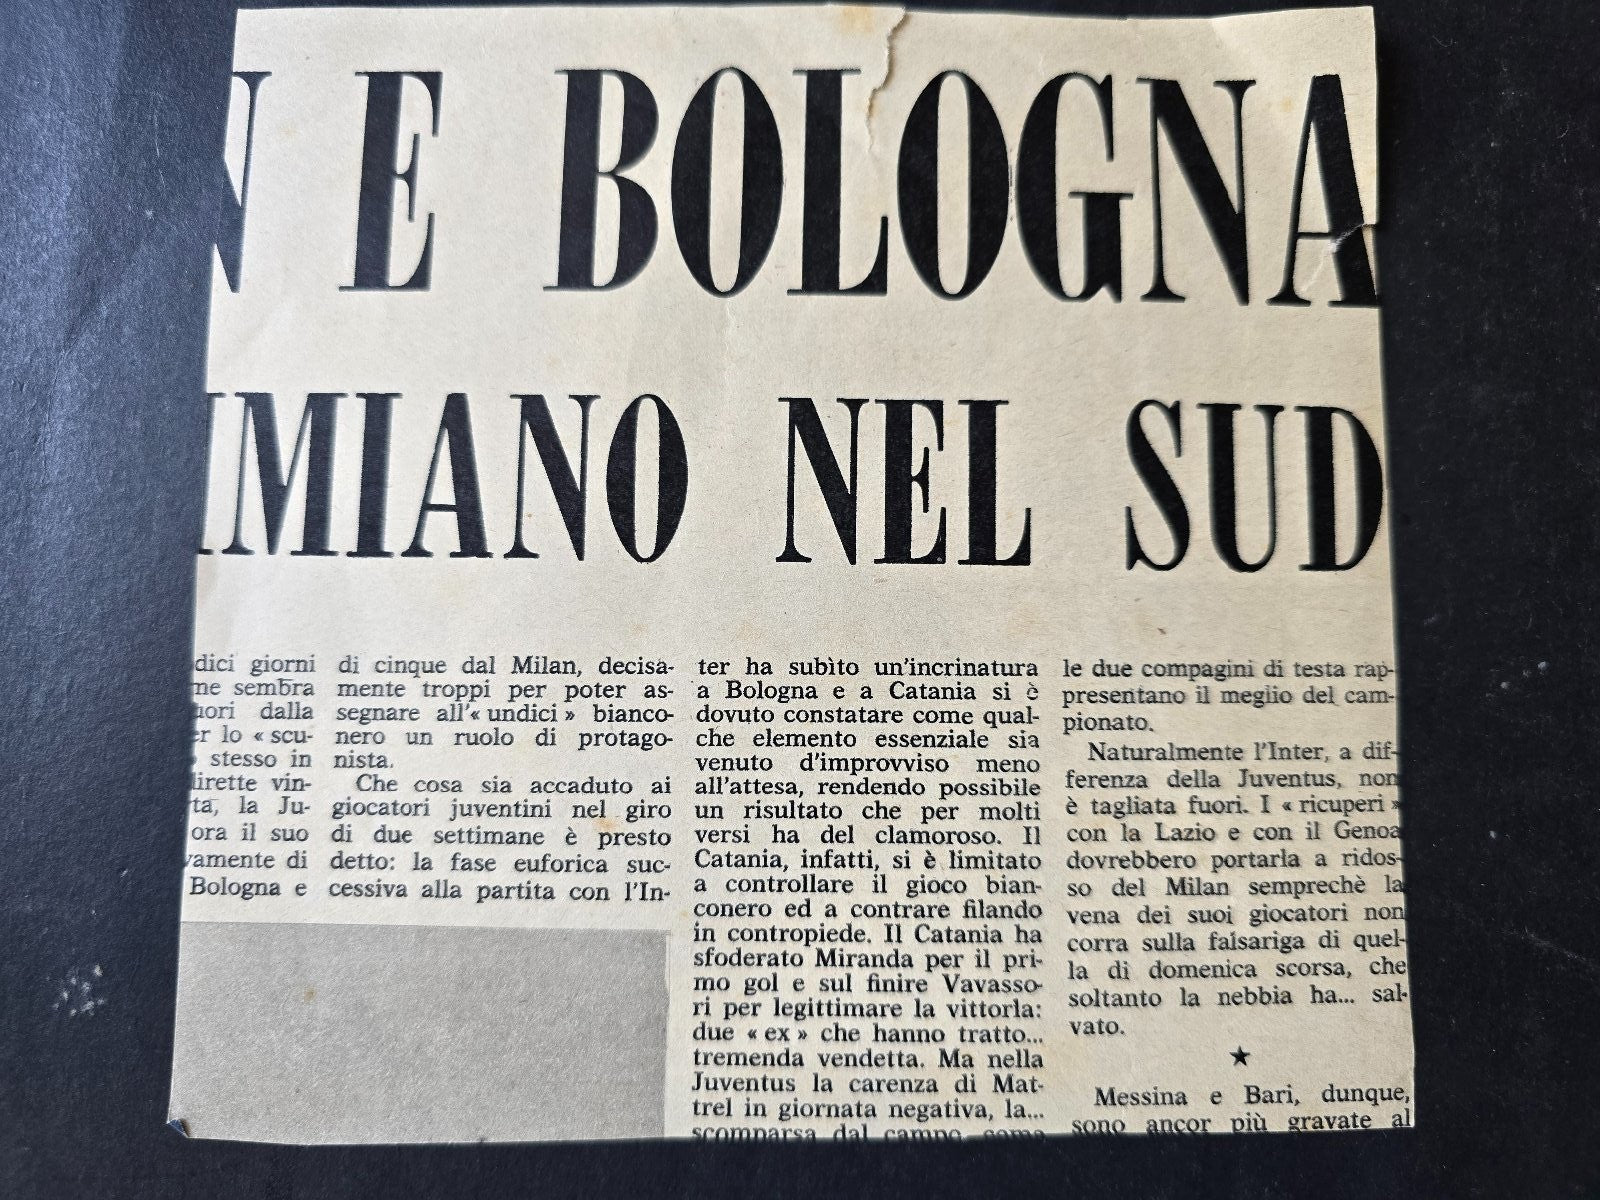 E BOLOGNA
MIANO NEL SUD
dici giorni
me sembra
uori dalla
er lo « scu-
stesso in
dirette vin-
ta, la Ju-
ora il suo
vamente di
Bologna e
di cinque dal Milan, decisa-
mente troppi per poter as-
segnare all'« undici » bianco-
nero un ruolo di protago-
nista.
Che cosa sia accaduto ai
giocatori juventini nel giro
di due settimane è presto
detto: la fase euforica suc-
cessiva alla partita con l'In-
ter ha subìto un'incrinatura
a Bologna e a Catania si è
dovuto constatare come qual-
che elemento essenziale sia
venuto d'improvviso meno
all'attesa, rendendo possibile
un risultato che per molti
versi ha del clamoroso. Il
Catania, infatti, si è limitato
a controllare il gioco bian-
conero ed a contrare filando
in contropiede. Il Catania ha
sfoderato Miranda per il pri-
mo gol e sul finire Vavasso-
ri per legittimare la vittorla:
due « ex » che hanno tratto...
tremenda vendetta. Ma nella
Juventus la carenza di Mat-
trel in giornata negativa, la...
scomparsa dal campo, come
le due compagini di testa rap-
presentano il meglio del cam-
pionato.
Naturalmente l'Inter, a dif-
ferenza della Juventus, non
è tagliata fuori. I « ricuperi »
con la Lazio e con il Genoa
dovrebbero portarla a ridos-
so del Milan semprechè la
vena dei suoi giocatori non
corra sulla falsariga di quel-
la di domenica scorsa, che
soltanto la nebbia ha... sal-
vato.
★
Messina e Bari, dunque,
sono ancor più gravate al